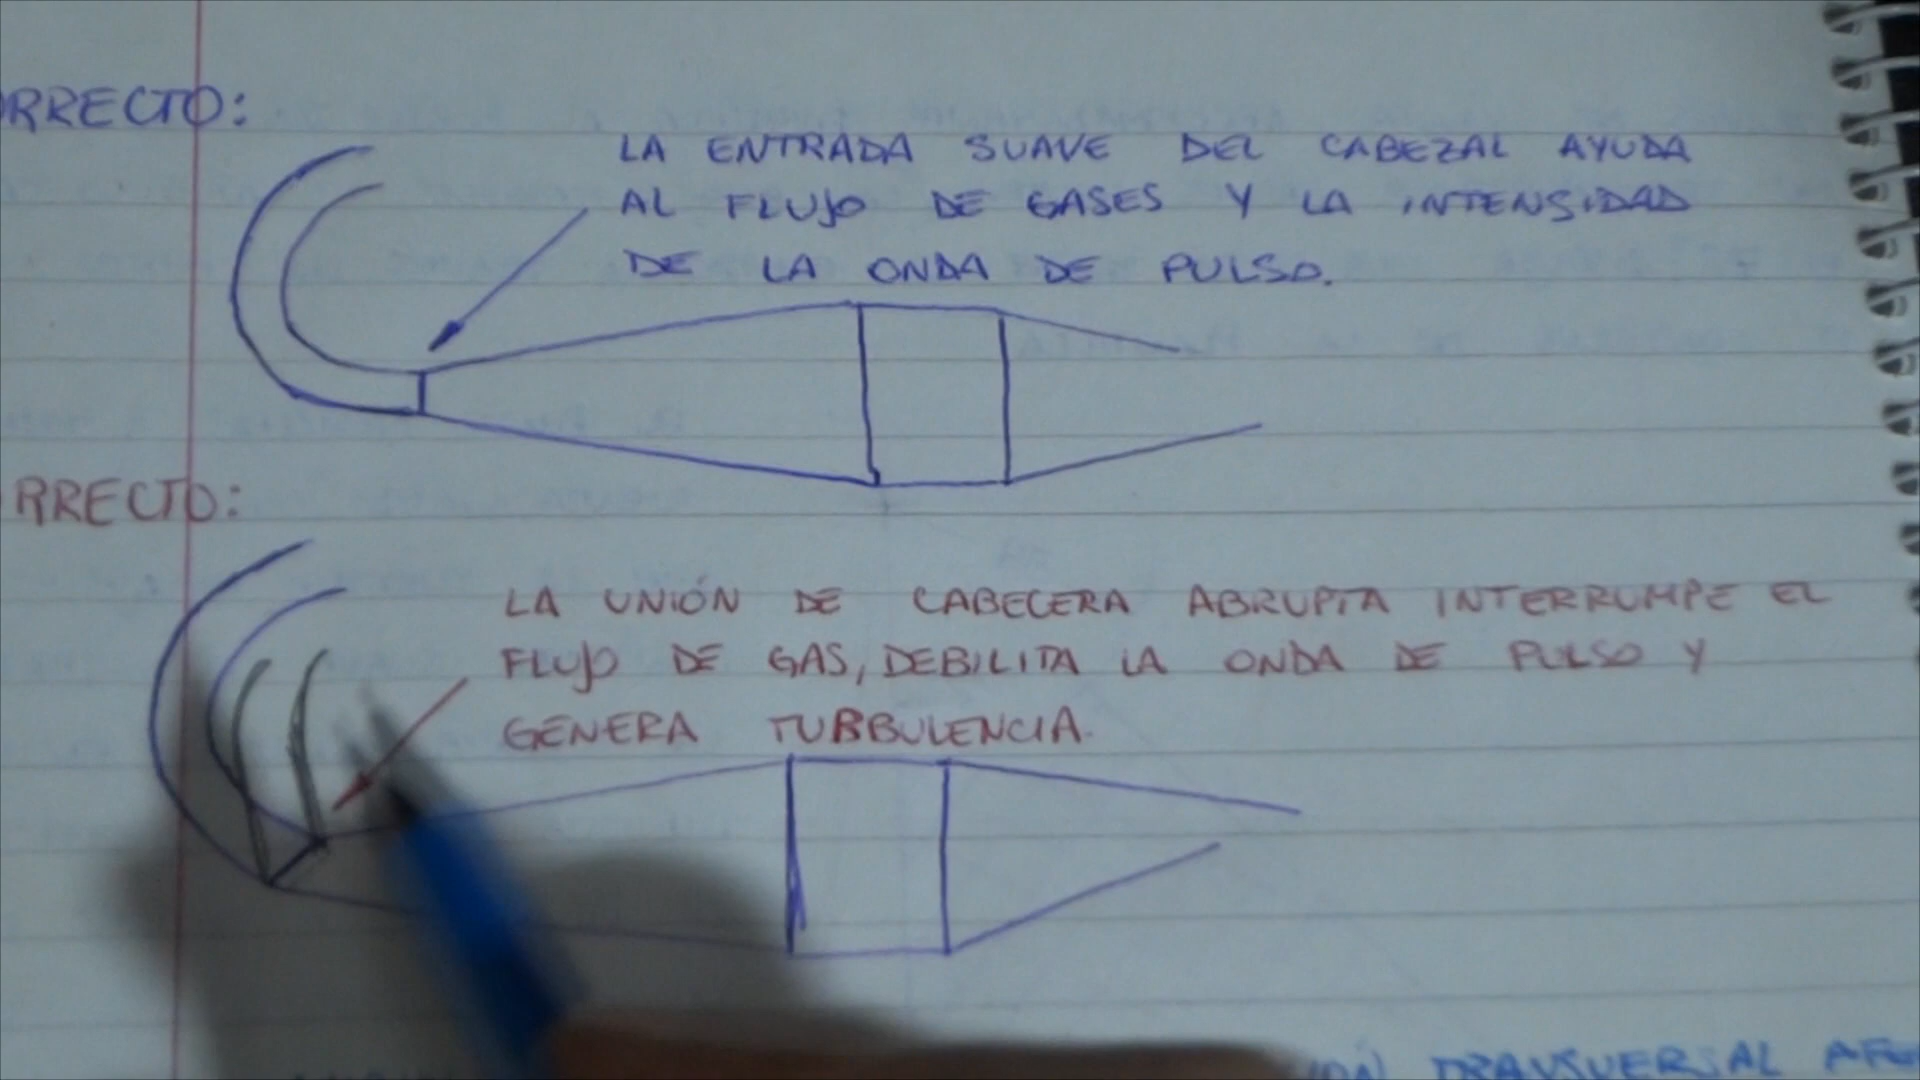 ORRECTO:
LA ENTRADA SUAVE DEL CABEZAL AYUDA
AL FLUJO DE GASES Y LA INTENSIDAD
DE LA ONDA DE PULSO.
RRECTO:
LA UNIÓN DE CABECERA ABRUPTA INTERRUMPE EL
FLUJO DE GAS, DEBILITA LA ONDA DE PULSO Y
GENERA TURBULENCIA.
TRANSVERSAL